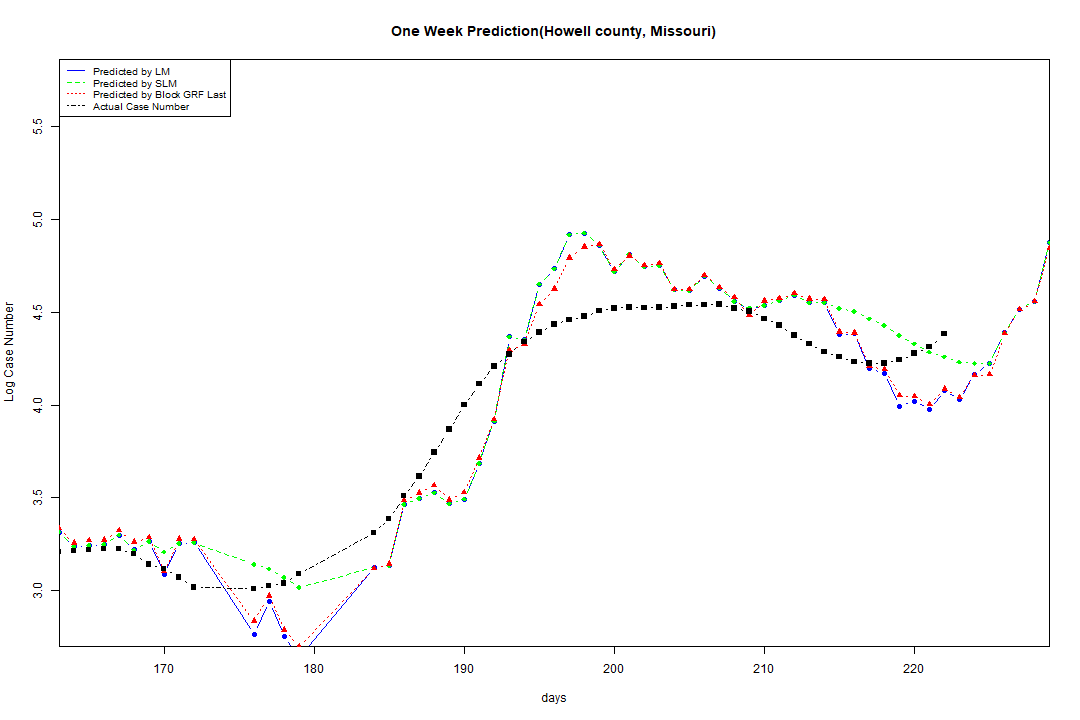 One Week Prediction(Howell county, Missouri)
Predicted by LM
Predicted by SLM
Predicted by Block GRF Last
Actual Case Number
5.5
5.0
4.5
4.0
3.5
3.0
Log Case Number
170 180 190 200 210 220
days